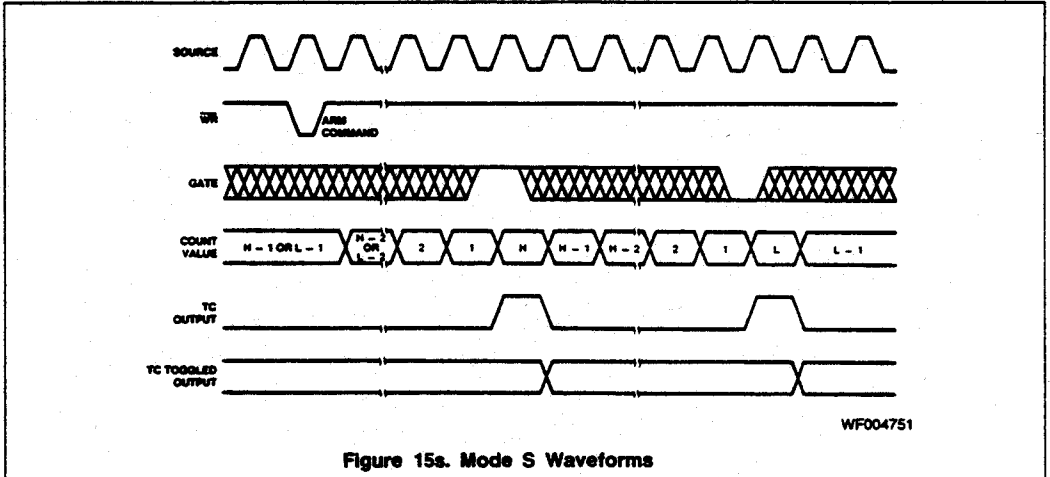 SOURCE
WR
ARM
COMMAND
GATE
COUNT
VALUE
N - 1 OR L - 1
H - 2
OR
L - 2
2
1
H
H - 1
H - 2
2
1
L
L - 1
TC
OUTPUT
TC TOGGLED
OUTPUT
WF004751
Figure 15s. Mode S Waveforms